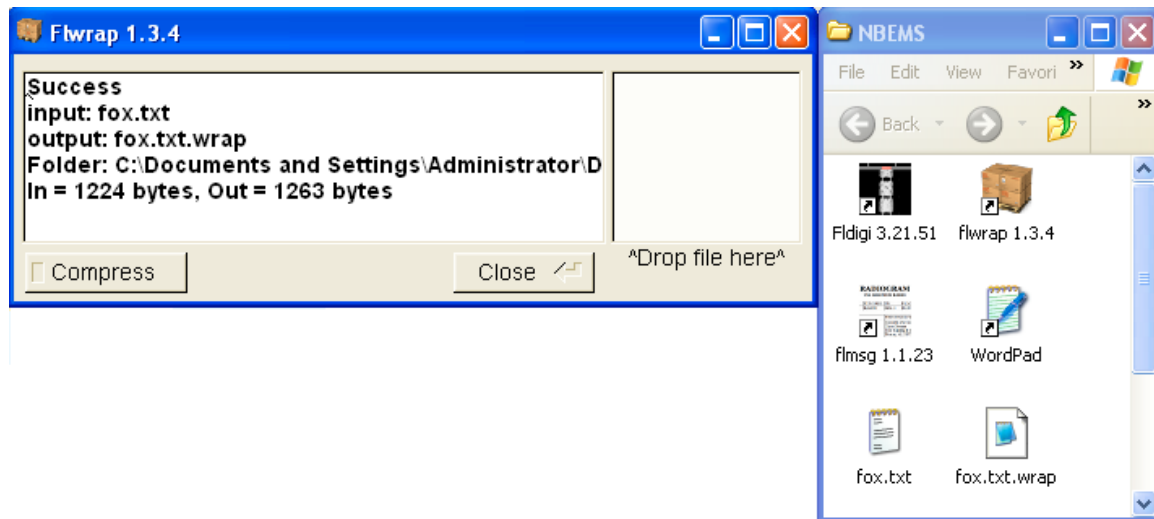 Flwrap 1.3.4
Success
input: fox.txt
output: fox.txt.wrap
Folder: C:\Documents and Settings\Administrator\D
In = 1224 bytes, Out = 1263 bytes
Compress
Close
^Drop file here^
NBEMS
File Edit View Favori »
Back »
Fldigi 3.21.51 flwrap 1.3.4
RADIOGRAM
flmsg 1.1.23 WordPad
fox.txt fox.txt.wrap